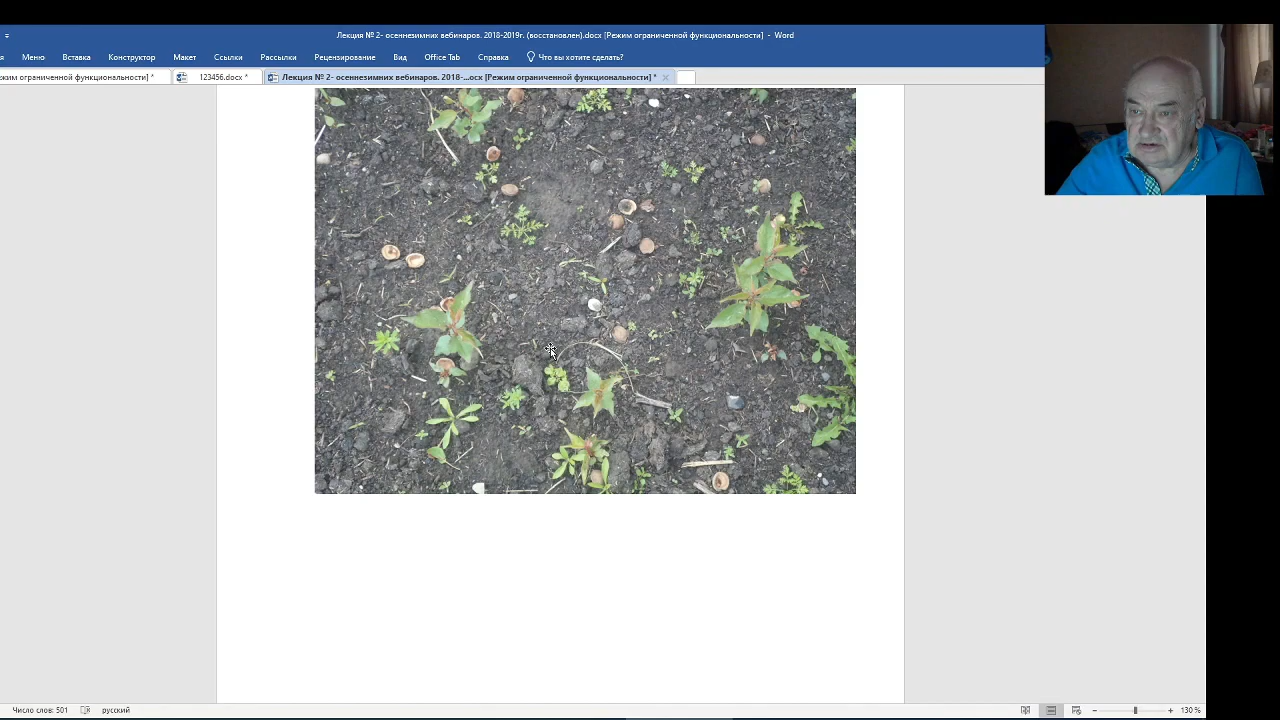 Лекция № 2- осеннезимних вебинаров. 2018-2019г. (восстановлен).docx [Режим ограниченной функциональности] - Word
Меню Вставка Конструктор Макет Ссылки Рассылки Рецензирование Вид Office Tab Справка Что вы хотите сделать?
ограниченной функциональности] * 123456.docx * Лекция № 2- осеннезимних вебинаров. 2018-...осх [Режим ограниченной функциональности] *
Число слов: 501 русский 130 %